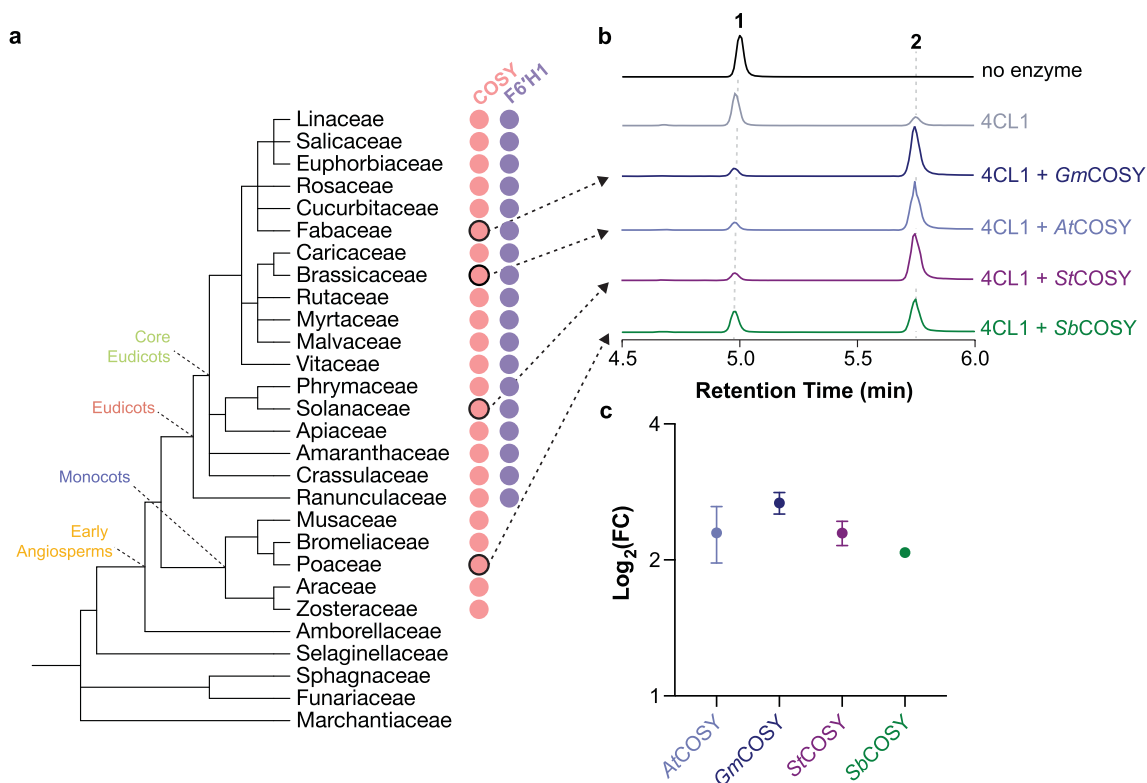 a
COSY
F6'H1
Linaceae
Salicaceae
Euphorbiaceae
Rosaceae
Cucurbitaceae
Fabaceae
Caricaceae
Brassicaceae
Rutaceae
Myrtaceae
Malvaceae
Vitaceae
Phrymaceae
Solanaceae
Apiaceae
Amaranthaceae
Crassulaceae
Ranunculaceae
Musaceae
Bromeliaceae
Poaceae
Araceae
Zosteraceae
Amborellaceae
Selaginellaceae
Sphagnaceae
Funariaceae
Marchantiaceae
Core
Eudicots
Eudicots
Monocots
Early
Angiosperms
b
1
2
no enzyme
4CL1
4CL1 + GmCOSY
4CL1 + AtCOSY
4CL1 + StCOSY
4CL1 + SbCOSY
4.5 5.0 5.5 6.0
Retention Time (min)
c
Log2(FC)
4
2
1
AtCOSY
GmCOSY
StCOSY
SbCOSY